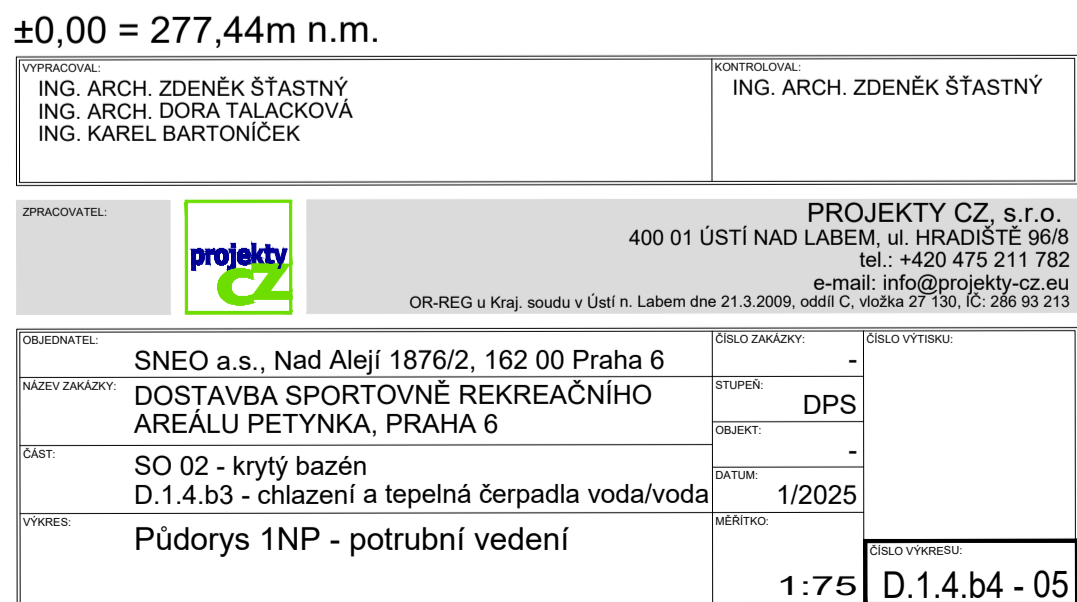 ±0,00 = 277,44m n.m.
VYPRACOVAL:
ING. ARCH. ZDENĚK ŠŤASTNÝ
ING. ARCH. DORA TALACKOVÁ
ING. KAREL BARTONÍČEK
KONTROLOVAL:
ING. ARCH. ZDENĚK ŠŤASTNÝ
ZPRACOVATEL:
projekty
CZ
PROJEKTY CZ, s.r.o.
400 01 ÚSTÍ NAD LABEM, ul. HRADIŠTĚ 96/8
tel.: +420 475 211 782
e-mail: info@projekty-cz.eu
OR-REG u Kraj. soudu v Ústí n. Labem dne 21.3.2009, oddíl C, vložka 27 130, IČ: 286 93 213
OBJEDNATEL:
SNEO a.s., Nad Alejí 1876/2, 162 00 Praha 6
ČÍSLO ZAKÁZKY:
-
ČÍSLO VÝTISKU:
NÁZEV ZAKÁZKY:
DOSTAVBA SPORTOVNĚ REKREAČNÍHO
AREÁLU PETYNKA, PRAHA 6
STUPEŇ:
DPS
OBJEKT:
-
ČÁST:
SO 02 - krytý bazén
D.1.4.b3 - chlazení a tepelná čerpadla voda/voda
DATUM:
1/2025
VÝKRES:
Půdorys 1NP - potrubní vedení
MĚŘÍTKO:
1:75
ČÍSLO VÝKRESU:
D.1.4.b4 - 05